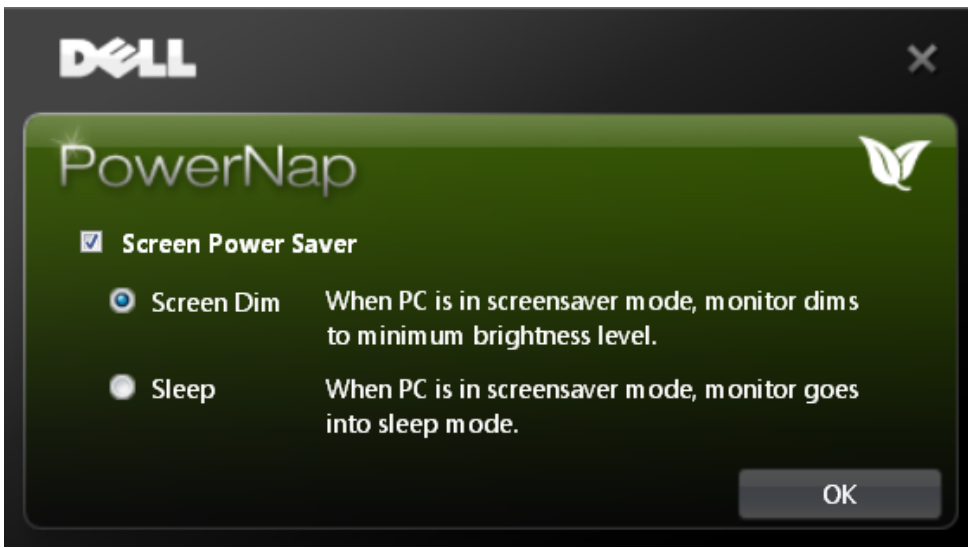 DELL
PowerNap
Screen Power Saver
Screen Dim When PC is in screensaver mode, monitor dims
to minimum brightness level.
Sleep When PC is in screensaver mode, monitor goes
into sleep mode.
OK